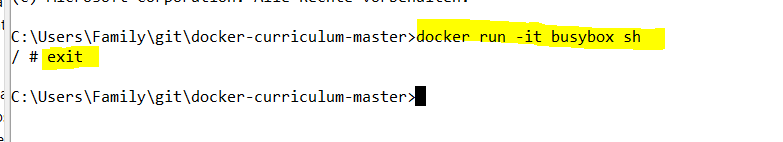 (c) Microsoft Corporation. Alle Rechte vorbehalten.
C:\Users\Family\git\docker-curriculum-master>docker run -it busybox sh
/ # exit
C:\Users\Family\git\docker-curriculum-master>